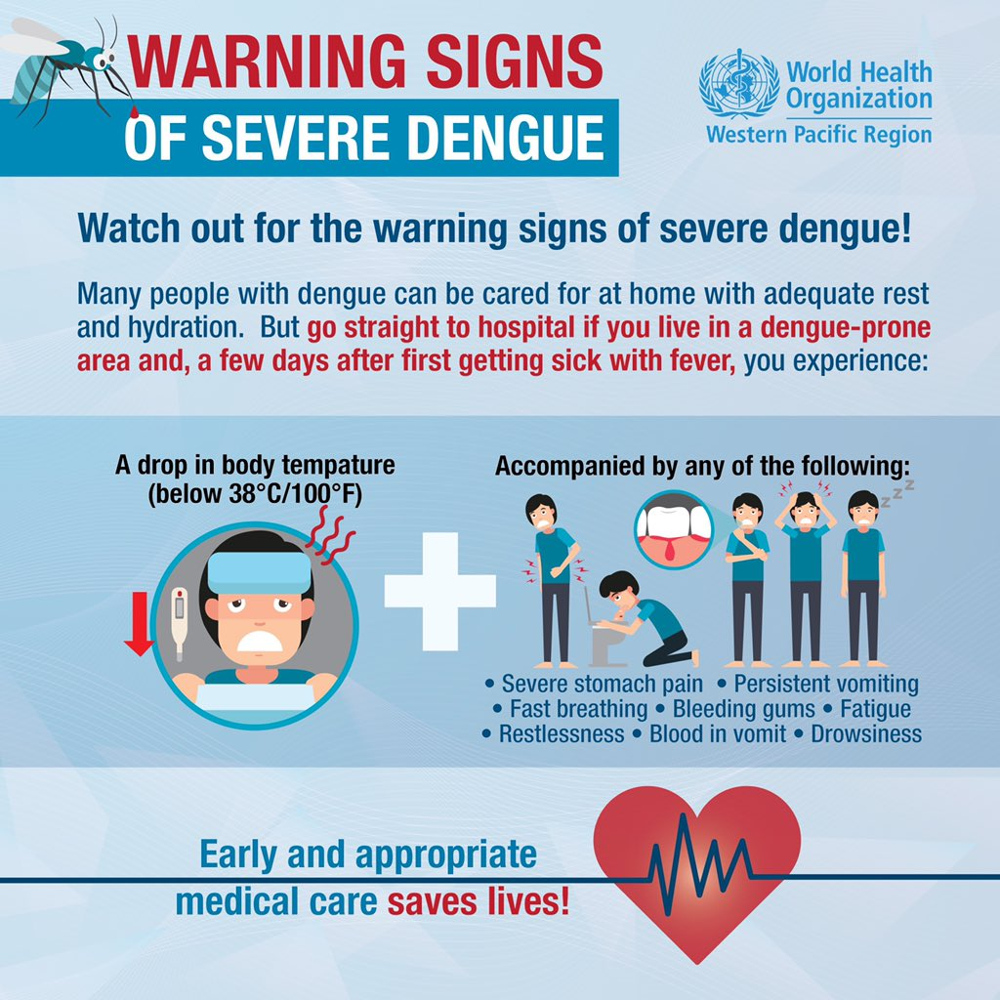 WARNING SIGNS
OF SEVERE DENGUE
World Health
Organization
Western Pacific Region
Watch out for the warning signs of severe dengue!
Many people with dengue can be cared for at home with adequate rest
and hydration. But go straight to hospital if you live in a dengue-prone
area and, a few days after first getting sick with fever, you experience:
A drop in body tempature
(below 38°C/100°F)
Accompanied by any of the following:
z z z
• Severe stomach pain • Persistent vomiting
• Fast breathing • Bleeding gums • Fatigue
• Restlessness • Blood in vomit • Drowsiness
Early and appropriate
medical care saves lives!